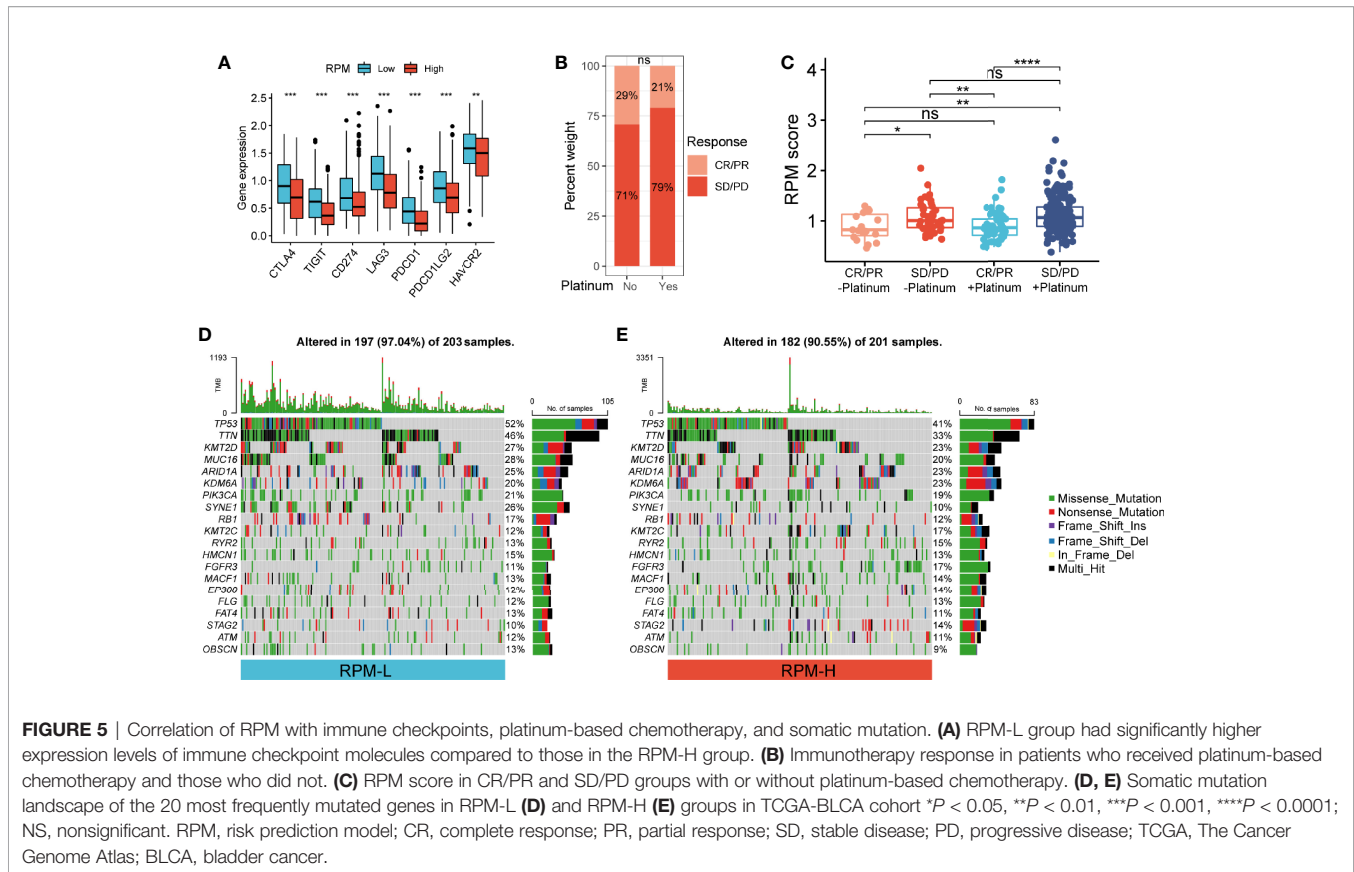 A
RPM Low High
*** *** *** *** *** *** **
Gene expression
2.5
2.0
1.5
1.0
0.5
0.0
CTLA4 TIGIT CD274 LAG3 PDCD1 PDCD1LG2 HAVCR2
B
ns
Percent weight
100
75
50
25
0
29% 21%
71% 79%
Platinum No Yes
Response
CR/PR
SD/PD
C
RPM score
4
3
2
1
****
ns
**
**
ns
*
CR/PR SD/PD CR/PR SD/PD
-Platinum -Platinum +Platinum +Platinum
D
Altered in 197 (97.04%) of 203 samples.
1193
TMB
0
0 105
No. of samples
TP53 52%
TTN 46%
KMT2D 27%
MUC16 28%
ARID1A 25%
KDM6A 20%
PIK3CA 21%
SYNE1 26%
RB1 17%
KMT2C 12%
RYR2 13%
HMCN1 15%
FGFR3 11%
MACF1 13%
EP300 12%
FLG 12%
FAT4 13%
STAG2 10%
ATM 12%
OBSCN 13%
RPM-L
E
Altered in 182 (90.55%) of 201 samples.
3351
TMB
0
0 83
No. of samples
TP53 41%
TTN 33%
KMT2D 23%
MUC16 20%
ARID1A 23%
KDM6A 23%
PIK3CA 19%
SYNE1 10%
RB1 12%
KMT2C 17%
RYR2 15%
HMCN1 13%
FGFR3 17%
MACF1 14%
EP300 14%
FLG 13%
FAT4 11%
STAG2 14%
ATM 11%
OBSCN 9%
RPM-H
Missense_Mutation
Nonsense_Mutation
Frame_Shift_Ins
Frame_Shift_Del
In_Frame_Del
Multi_Hit
FIGURE 5 | Correlation of RPM with immune checkpoints, platinum-based chemotherapy, and somatic mutation. (A) RPM-L group had significantly higher
expression levels of immune checkpoint molecules compared to those in the RPM-H group. (B) Immunotherapy response in patients who received platinum-based
chemotherapy and those who did not. (C) RPM score in CR/PR and SD/PD groups with or without platinum-based chemotherapy. (D, E) Somatic mutation
landscape of the 20 most frequently mutated genes in RPM-L (D) and RPM-H (E) groups in TCGA-BLCA cohort *P < 0.05, **P < 0.01, ***P < 0.001, ****P < 0.0001;
NS, nonsignificant. RPM, risk prediction model; CR, complete response; PR, partial response; SD, stable disease; PD, progressive disease; TCGA, The Cancer
Genome Atlas; BLCA, bladder cancer.